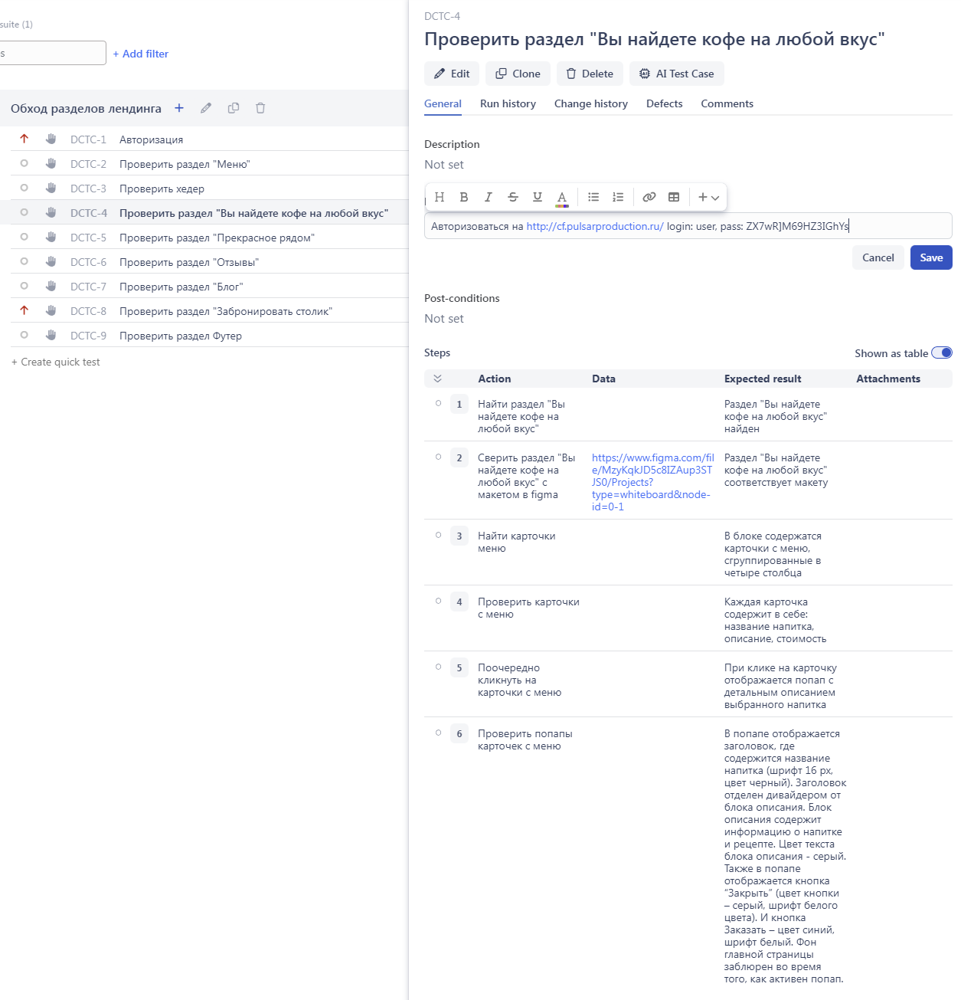 suite (1)
s
+ Add filter
Обход разделов лендинга
DCTC-1 Авторизация
DCTC-2 Проверить раздел "Меню"
DCTC-3 Проверить хедер
DCTC-4 Проверить раздел "Вы найдете кофе на любой вкус"
DCTC-5 Проверить раздел "Прекрасное рядом"
DCTC-6 Проверить раздел "Отзывы"
DCTC-7 Проверить раздел "Блог"
DCTC-8 Проверить раздел "Забронировать столик"
DCTC-9 Проверить раздел Футер
+ Create quick test
DCTC-4
Проверить раздел "Вы найдете кофе на любой вкус"
Edit Clone Delete AI Test Case
General Run history Change history Defects Comments
Description
Not set
H B I S U A
Авторизоваться на http://cf.pulsarproduction.ru/ login: user, pass: ZX7wR]M69HZ3IGhYs
Cancel Save
Post-conditions
Not set
Steps
Shown as table
Action Data Expected result Attachments
1
Найти раздел "Вы
найдете кофе на
любой вкус"
Раздел "Вы найдете
кофе на любой вкус"
найден
2
Сверить раздел "Вы
найдете кофе на
любой вкус" с
макетом в figma
https://www.figma.com/fil
e/MzyKqkJD5c8IZAup3ST
JS0/Projects?
type=whiteboard&node-
id=0-1
Раздел "Вы найдете
кофе на любой вкус"
соответствует макету
3
Найти карточки
меню
В блоке содержатся
карточки с меню,
сгруппированные в
четыре столбца
4
Проверить карточки
с меню
Каждая карточка
содержит в себе:
название напитка,
описание, стоимость
5
Поочередно
кликнуть на
карточки с меню
При клике на карточку
отображается попап с
детальным описанием
выбранного напитка
6
Проверить попапы
карточек с меню
В попапе отображается
заголовок, где
содержится название
напитка (шрифт 16 px,
цвет черный). Заголовок
отделен дивайдером от
блока описания. Блок
описания содержит
информацию о напитке
и рецепте. Цвет текста
блока описания - серый.
Также в попапе
отображается кнопка
“Закрыть” (цвет кнопки
– серый, шрифт белого
цвета). И кнопка
Заказать – цвет синий,
шрифт белый. Фон
главной страницы
заблюрен во время
того, как активен попап.